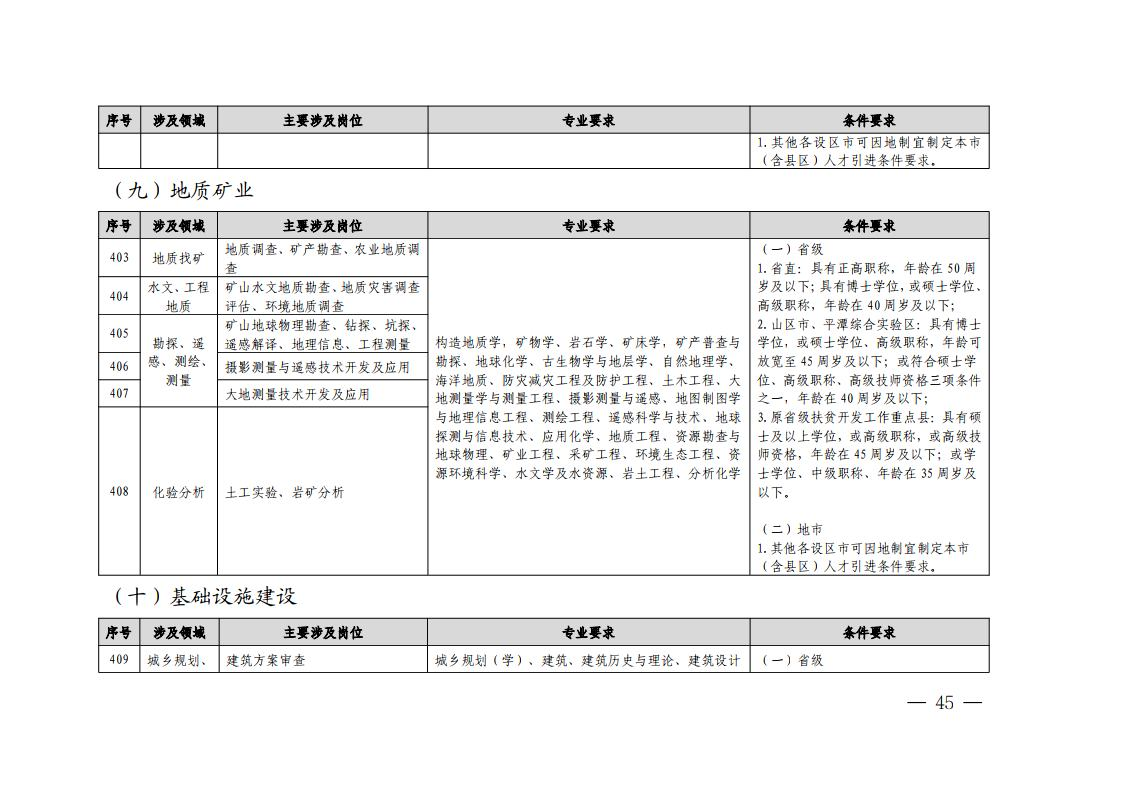 序号 涉及领域 主要涉及岗位 专业要求 条件要求
1.其他各设区市可因地制宜制定本市
（含县区）人才引进条件要求。
（九）地质矿业
序号 涉及领域 主要涉及岗位 专业要求 条件要求
403
地质找矿
地质调查、矿产勘查、农业地质调
查
404
水文、工程
地质
矿山水文地质勘查、地质灾害调查
评估、环境地质调查
405
勘探、遥
感、测绘、
测量
矿山地球物理勘查、钻探、坑探、
遥感解译、地理信息、工程测量
406
摄影测量与遥感技术开发及应用
407
大地测量技术开发及应用
408
化验分析
土工实验、岩矿分析
构造地质学，矿物学、岩石学、矿床学，矿产普查与
勘探、地球化学、古生物学与地层学、自然地理学、
海洋地质、防灾减灾工程及防护工程、土木工程、大
地测量学与测量工程、摄影测量与遥感、地图制图学
与地理信息工程、测绘工程、遥感科学与技术、地球
探测与信息技术、应用化学、地质工程、资源勘查与
地球物理、矿业工程、采矿工程、环境生态工程、资
源环境科学、水文学及水资源、岩土工程、分析化学
（一）省级
1.省直：具有正高职称，年龄在 50 周
岁及以下；具有博士学位，或硕士学位、
高级职称，年龄在 40 周岁及以下；
2.山区市、平潭综合实验区：具有博士
学位，或硕士学位、高级职称，年龄可
放宽至 45 周岁及以下；或符合硕士学
位、高级职称、高级技师资格三项条件
之一，年龄在 40 周岁及以下；
3.原省级扶贫开发工作重点县：具有硕
士及以上学位，或高级职称，或高级技
师资格，年龄在 45 周岁及以下；或学
士学位、中级职称、年龄在 35 周岁及
以下。
（二）地市
1.其他各设区市可因地制宜制定本市
（含县区）人才引进条件要求。
（十）基础设施建设
序号 涉及领域 主要涉及岗位 专业要求 条件要求
409 城乡规划、 建筑方案审查 城乡规划（学）、建筑、建筑历史与理论、建筑设计 （一）省级
— 45 —